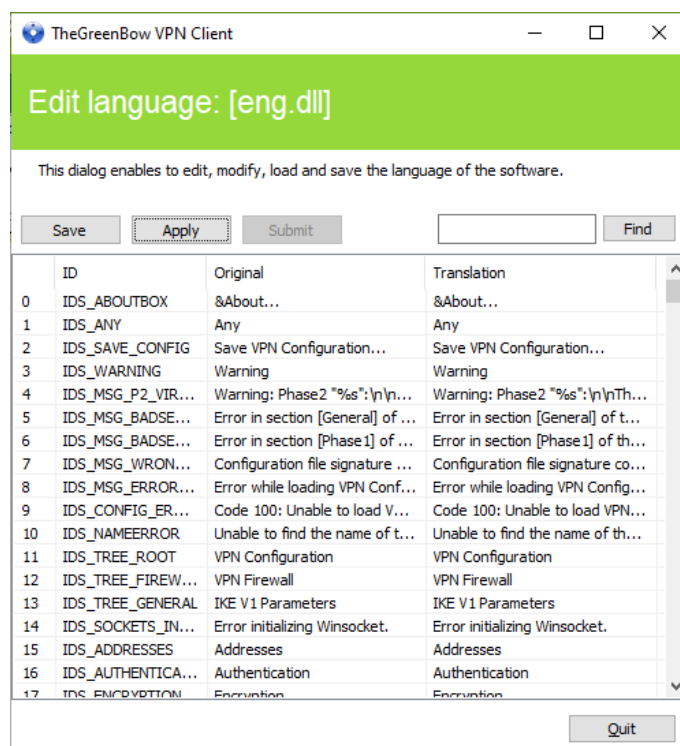 TheGreenBow VPN Client
Edit language: [eng.dll]
This dialog enables to edit, modify, load and save the language of the software.
Save Apply Submit Find
ID Original Translation
0 IDS_ABOUTBOX &About... &About...
1 IDS_ANY Any Any
2 IDS_SAVE_CONFIG Save VPN Configuration... Save VPN Configuration...
3 IDS_WARNING Warning Warning
4 IDS_MSG_P2_VIR... Warning: Phase2 "%s":\n\n... Warning: Phase2 "%s":\n\nTh...
5 IDS_MSG_BADSE... Error in section [General] of ... Error in section [General] of t...
6 IDS_MSG_BADSE... Error in section [Phase1] of ... Error in section [Phase1] of th...
7 IDS_MSG_WRON... Configuration file signature ... Configuration file signature co...
8 IDS_MSG_ERROR... Error while loading VPN Conf... Error while loading VPN Config...
9 IDS_CONFIG_ER... Code 100: Unable to load V... Code 100: Unable to load VPN...
10 IDS_NAMEERROR Unable to find the name of t... Unable to find the name of th...
11 IDS_TREE_ROOT VPN Configuration VPN Configuration
12 IDS_TREE_FIREW... VPN Firewall VPN Firewall
13 IDS_TREE_GENERAL IKE V1 Parameters IKE V1 Parameters
14 IDS_SOCKETS_IN... Error initializing Winsocket. Error initializing Winsocket.
15 IDS_ADDRESSES Addresses Addresses
16 IDS_AUTHENTICA... Authentication Authentication
17 IDS_ENCRYPTION Encryption Encryption
Quit